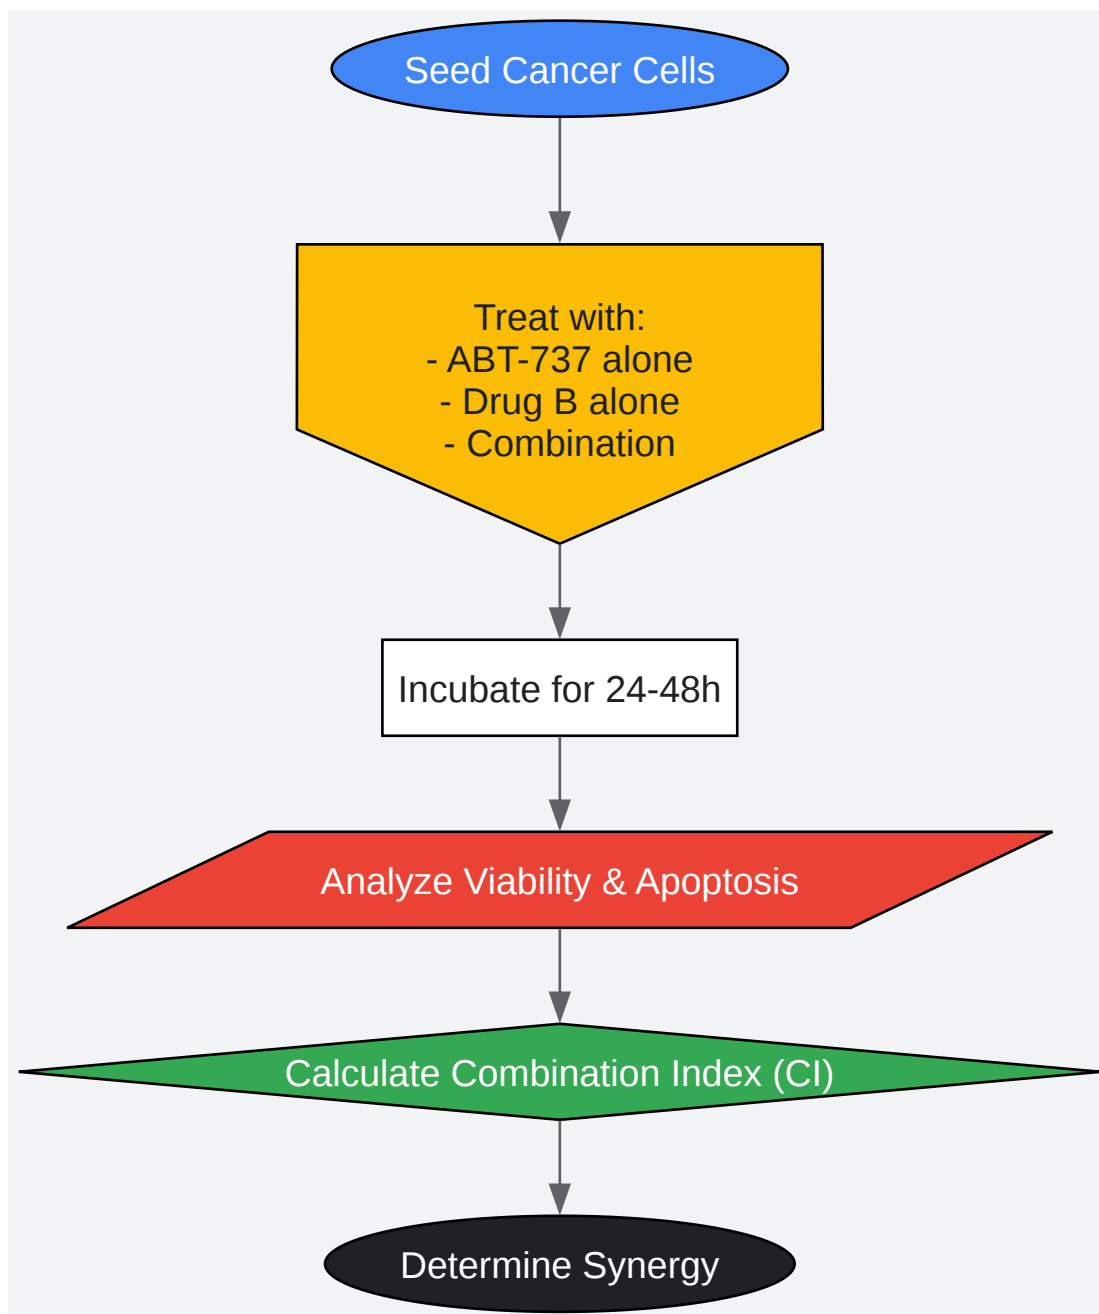 Seed Cancer Cells
Treat with:
- ABT-737 alone
- Drug B alone
- Combination
Incubate for 24-48h
Analyze Viability & Apoptosis
Calculate Combination Index (CI)
Determine Synergy